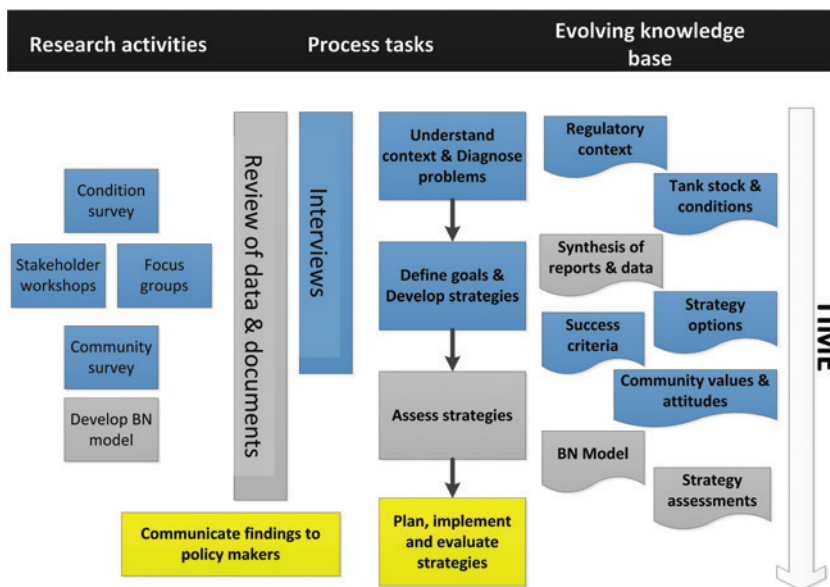 Research activities
Process tasks
Evolving knowledge
base
Condition
survey
Stakeholder
workshops
Focus
groups
Community
survey
Develop BN
model
Review of data & documents
Interviews
Understand
context & Diagnose
problems
Define goals &
Develop strategies
Assess strategies
Plan, implement
and evaluate
strategies
Communicate findings to
policy makers
Regulatory
context
Tank stock &
conditions
Synthesis of
reports & data
Strategy
options
Success
criteria
Community values &
attitudes
BN Model
Strategy
assessments
TIME